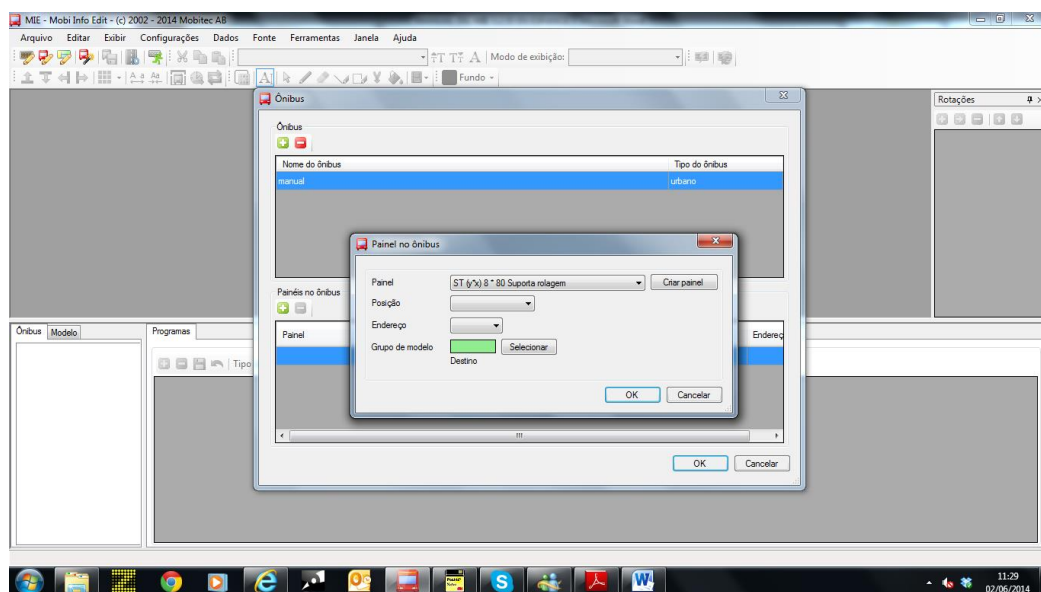 MIE - Mobi Info Edit - (c) 2002 - 2014 Mobitec AB
Arquivo Editar Exibir Configurações Dados Fonte Ferramentas Janela Ajuda
Modo de exibição:
Fundo
Ônibus
Rotações
Ônibus
Nome do ônibus Tipo do ônibus
manual urbano
Painel no ônibus
Painel ST (y*x) 8 * 80 Suporta rolagem Criar painel
Posição
Endereço
Grupo de modelo Selecionar
Destino
OK Cancelar
Painéis no ônibus
Painel Endereç
OK Cancelar
Ônibus Modelo Programas
Tipo
11:29
02/06/2014